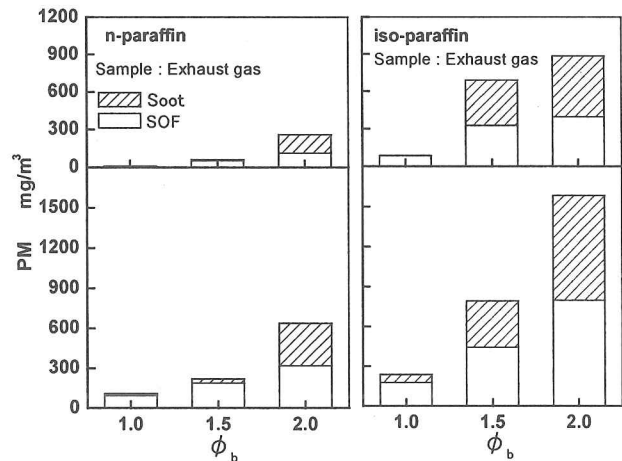 n-paraffin
Sample : Exhaust gas
Soot
SOF
iso-paraffin
Sample : Exhaust gas
1200
900
600
300
0
PM mg/m³
1500
1200
900
600
300
0
1.0 1.5 2.0
ϕb
1.0 1.5 2.0
ϕb